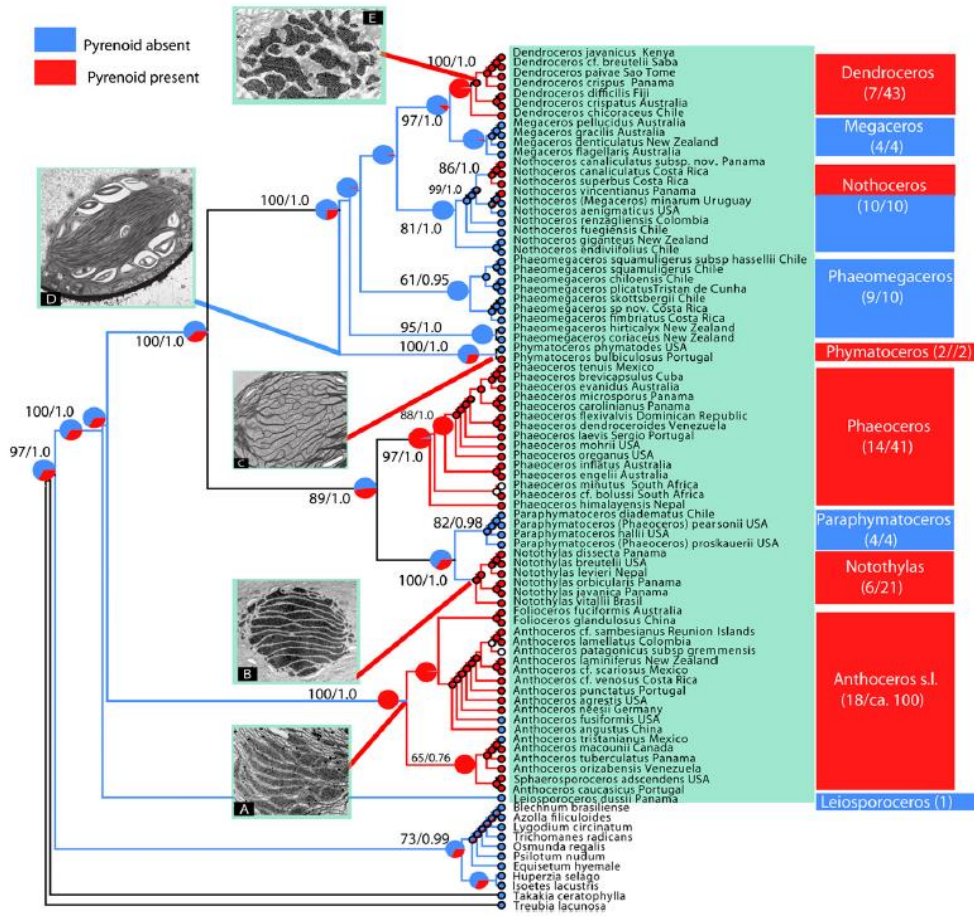 Pyrenoid absent
Pyrenoid present
E
D
C
B
A
100/1.0
97/1.0
86/1.0
99/1.0
81/1.0
100/1.0
61/0.95
95/1.0
100/1.0
100/1.0
88/1.0
97/1.0
89/1.0
82/0.98
100/1.0
100/1.0
97/1.0
100/1.0
65/0.76
73/0.99
Dendroceros javanicus Kenya
Dendroceros cf. breutelii Saba
Dendroceros paivae Sao Tome
Dendroceros crispus Panama
Dendroceros difficilis Fiji
Dendroceros crispatus Australia
Dendroceros chicoraceus Chile
Megaceros pellucidus Australia
Megaceros gracilis Australia
Megaceros denticulatus New Zealand
Megaceros flagellaris Australia
Nothoceros canaliculatus subsp. nov. Panama
Nothoceros canaliculatus Costa Rica
Nothoceros superbus Costa Rica
Nothoceros vincentianus Panama
Nothoceros (Megaceros) minarum Uruguay
Nothoceros aenigmaticus USA
Nothoceros renzagliensis Colombia
Nothoceros fuegiensis Chile
Nothoceros giganteus New Zealand
Nothoceros endiviifolius Chile
Phaeomegaceros squamuligerus subsp hassellii Chile
Phaeomegaceros squamuligerus Chile
Phaeomegaceros chiloensis Chile
Phaeomegaceros plicatusTristan de Cunha
Phaeomegaceros skottsbergii Chile
Phaeomegaceros sp nov. Costa Rica
Phaeomegaceros fimbriatus Costa Rica
Phaeomegaceros hirticalyx New Zealand
Phaeomegaceros coriaceus New Zealand
Phymatoceros phymatodes USA
Phymatoceros bulbiculosus Portugal
Phaeoceros tenuis Mexico
Phaeoceros brevicapsulus Cuba
Phaeoceros evanidus Australia
Phaeoceros microsporus Panama
Phaeoceros carolinianus Panama
Phaeoceros flexivalvis Dominican Republic
Phaeoceros dendroceroides Venezuela
Phaeoceros laevis Sergio Portugal
Phaeoceros mohrii USA
Phaeoceros oreganus USA
Phaeoceros inflatus Australia
Phaeoceros engelii Australia
Phaeoceros minutus South Africa
Phaeoceros cf. bolussi South Africa
Phaeoceros himalayensis Nepal
Paraphymatoceros diadematus Chile
Paraphymatoceros (Phaeoceros) pearsonii USA
Paraphymatoceros hallii USA
Paraphymatoceros (Phaeoceros) proskauerii USA
Notothylas dissecta Panama
Notothylas breutelii USA
Notothylas levieri Nepal
Notothylas orbicularis Panama
Notothylas javanica Panama
Notothylas vitallii Brasil
Folioceros fuciformis Australia
Folioceros glandulosus China
Anthoceros cf. sambesianus Reunion Islands
Anthoceros lamellatus Colombia
Anthoceros patagonicus subsp gremmensis
Anthoceros laminiferus New Zealand
Anthoceros cf. scariosus Mexico
Anthoceros cf. venosus Costa Rica
Anthoceros punctatus Portugal
Anthoceros agrestis USA
Anthoceros neesii Germany
Anthoceros fusiformis USA
Anthoceros angustus China
Anthoceros tristanianus Mexico
Anthoceros macounii Canada
Anthoceros tuberculatus Panama
Anthoceros orizabensis Venezuela
Sphaerosporoceros adscendens USA
Anthoceros caucasicus Portugal
Leiosporoceros dussii Panama
Blechnum brasiliense
Azolla filiculoides
Lygodium circinatum
Trichomanes radicans
Osmunda regalis
Psilotum nudum
Equisetum hyemale
Huperzia selago
Isoetes lacustris
Takakia ceratophylla
Treubia lacunosa
Dendroceros
(7/43)
Megaceros
(4/4)
Nothoceros
(10/10)
Phaeomegaceros
(9/10)
Phymatoceros (2//2)
Phaeoceros
(14/41)
Paraphymatoceros
(4/4)
Notothylas
(6/21)
Anthoceros s.l.
(18/ca. 100)
Leiosporoceros (1)